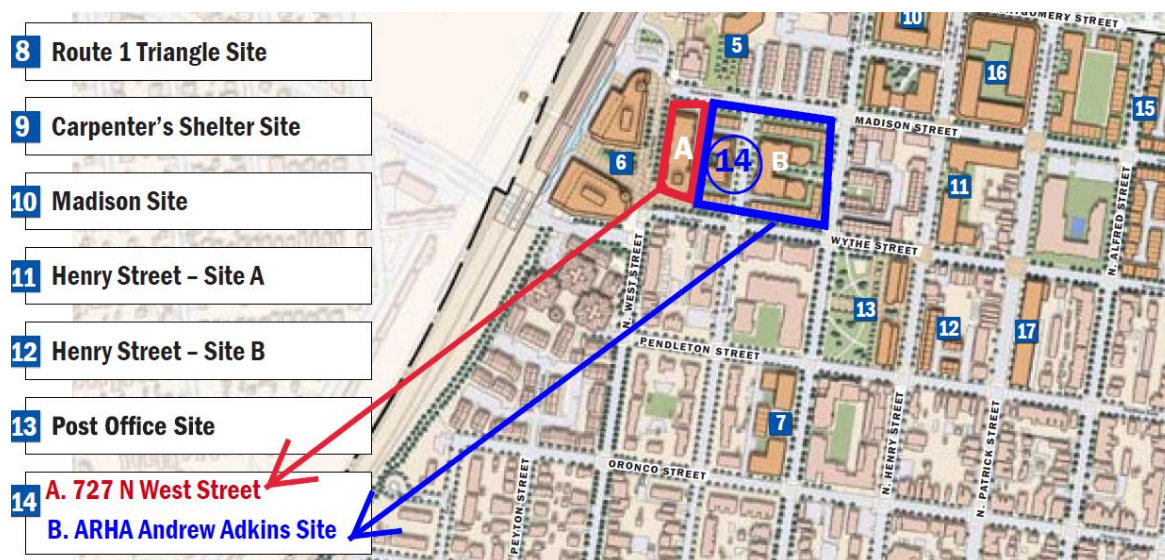 8 Route 1 Triangle Site
9 Carpenter's Shelter Site
10 Madison Site
11 Henry Street – Site A
12 Henry Street – Site B
13 Post Office Site
14 A. 727 N West Street
B. ARHA Andrew Adkins Site
MONTGOMERY STREET
10
5
16
15
MADISON STREET
A
14
B
6
11
N. ALFRED STREET
WYTHE STREET
N. WEST STREET
13
12
17
PENDLETON STREET
7
N. HENRY STREET
N. PATRICK STREET
ORONCO STREET
PEYTON STREET